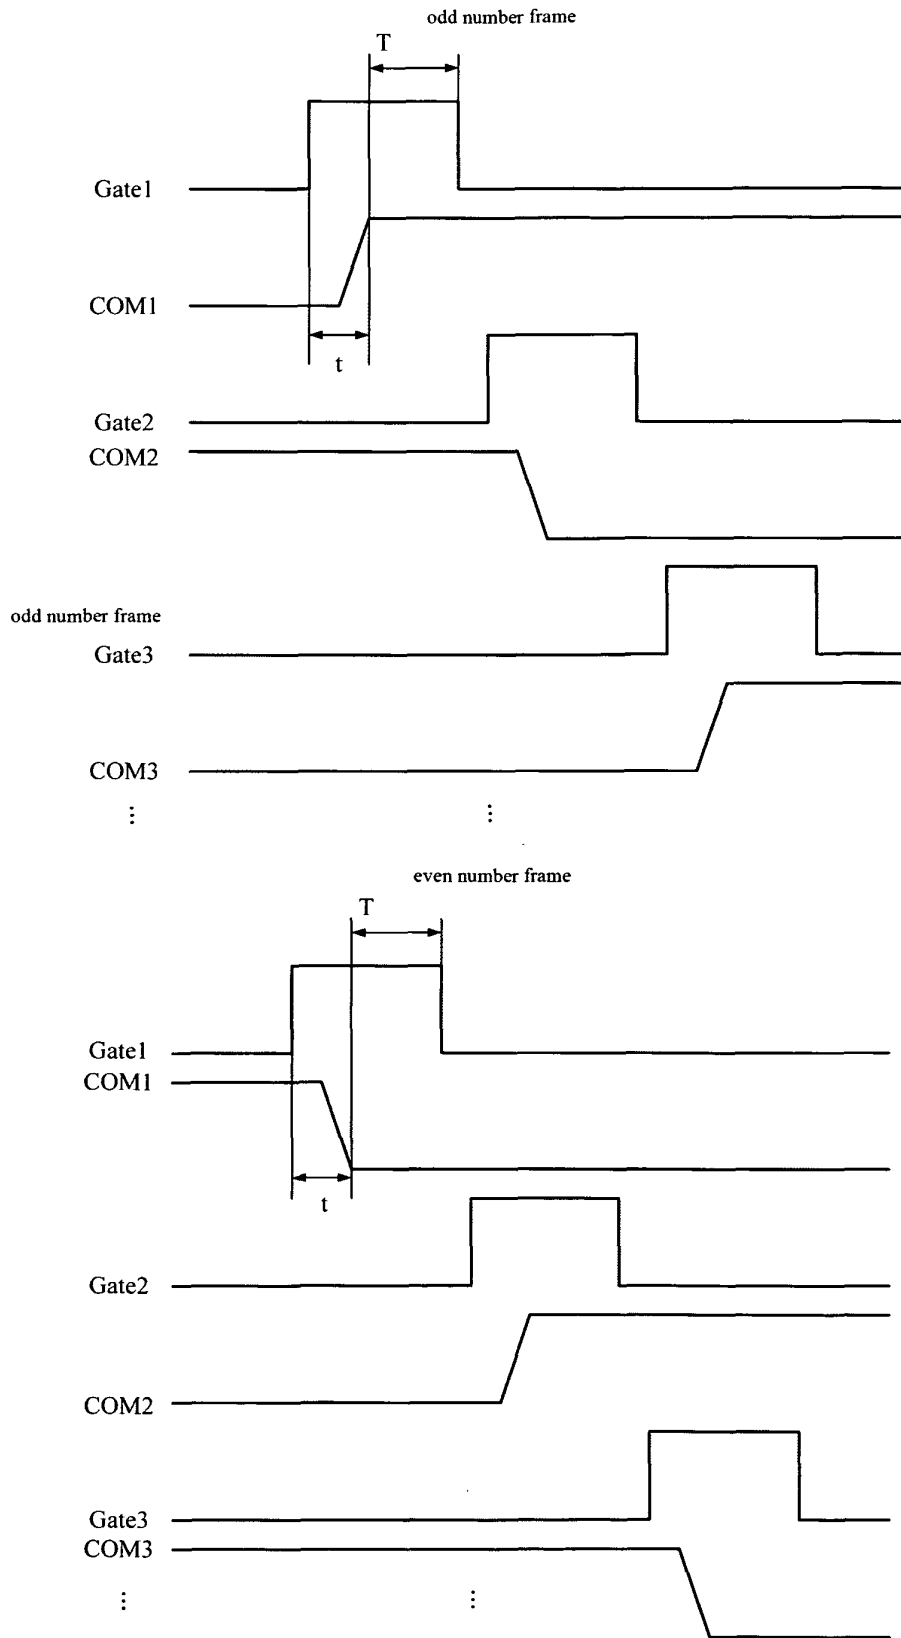 odd number frame
T
Gate1
COM1
t
Gate2
COM2
odd number frame
Gate3
COM3
⋮ ⋮
even number frame
T
Gate1
COM1
t
Gate2
COM2
Gate3
COM3
⋮ ⋮